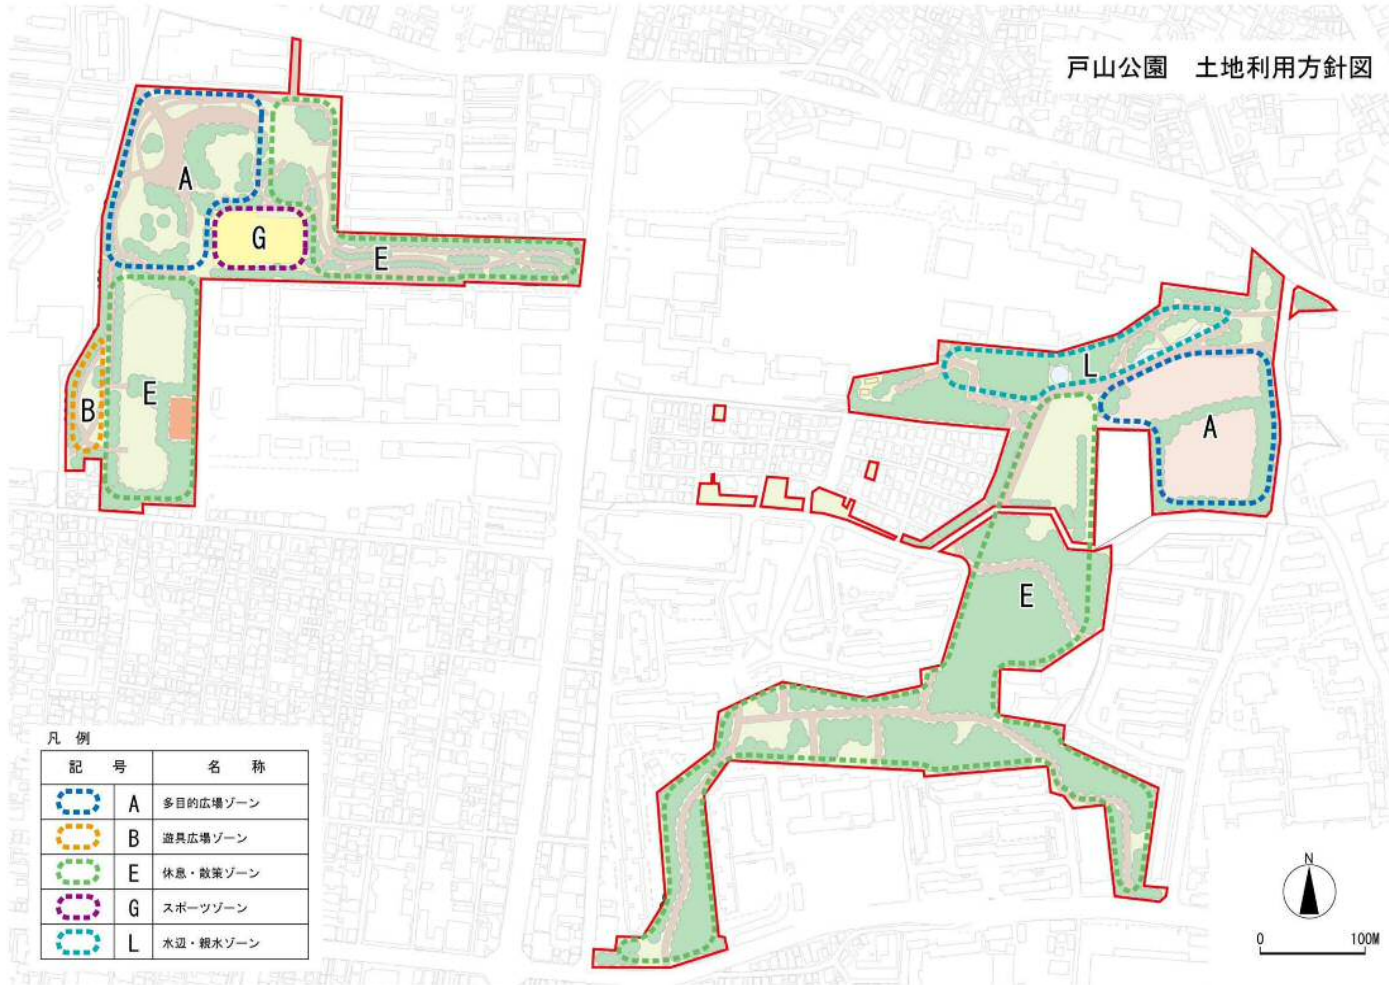 戸山公園 土地利用方針図
A
G
E
B
E
L
A
E
凡 例
記 号 名 称
A 多目的広場ゾーン
B 遊具広場ゾーン
E 休息・散策ゾーン
G スポーツゾーン
L 水辺・親水ゾーン
N
0 100M